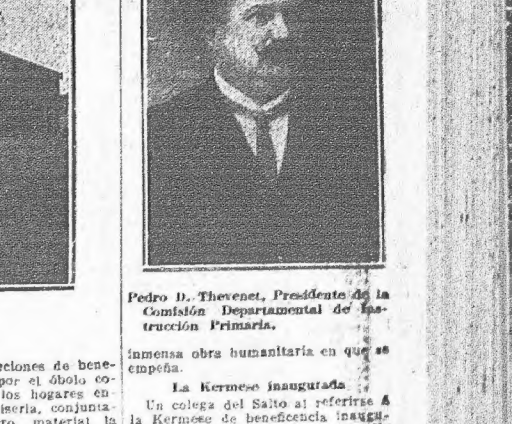 Pedro D. Thevenet, Presidente de la
Comisión Departamental de Ins-
trucción Primaria.
inmensa obra humanitaria en que se
empeña.
La Kermese inaugurada
Un colega del Salto al referirse á
la Kermese de beneficencia inaugu-
ciones de bene-
por el óbolo co-
los hogares en-
iseria, conjunta-
material la